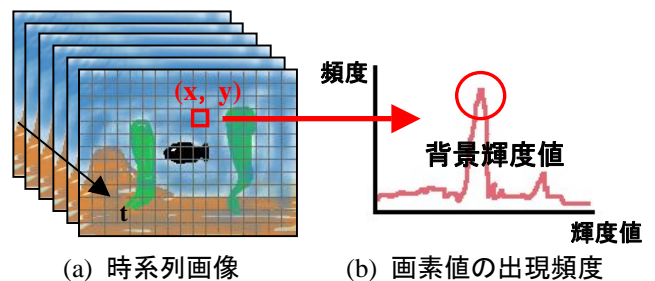 (x, y)
t
頻度
背景輝度値
輝度値
(a) 時系列画像
(b) 画素値の出現頻度